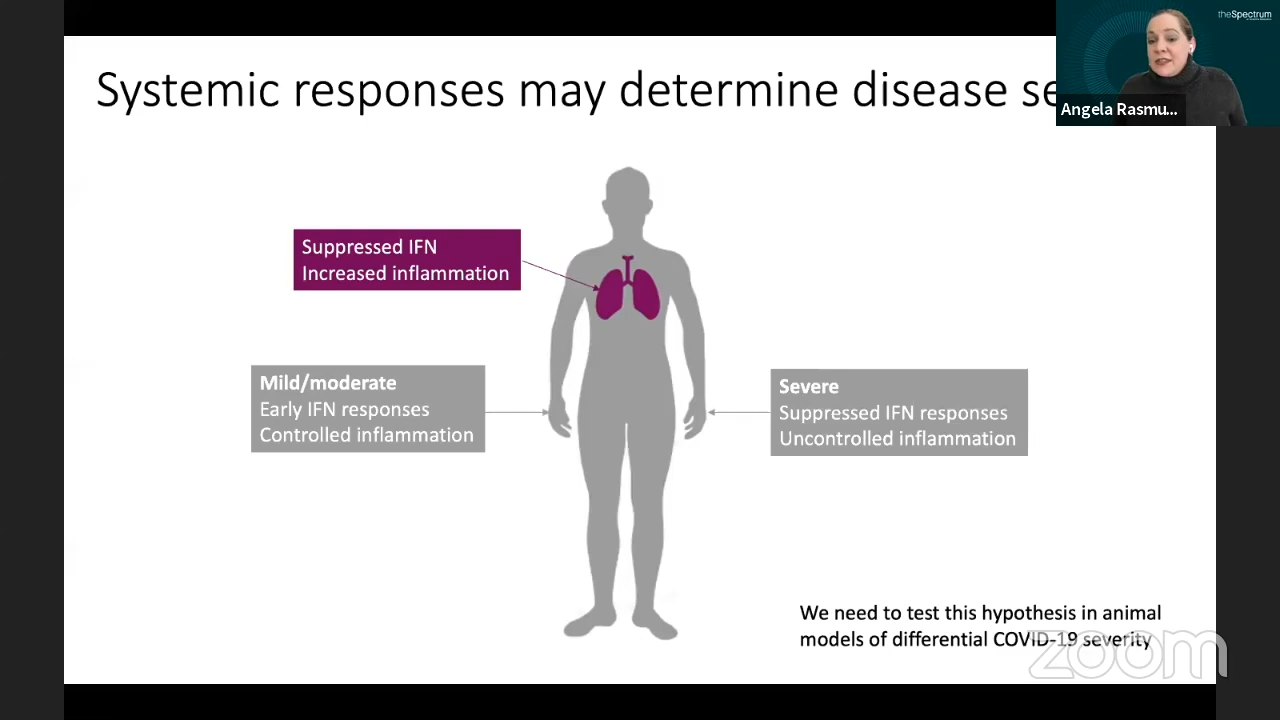 theSpectrum
Systemic responses may determine disease se
Angela Rasmu...
Suppressed IFN
Increased inflammation
Mild/moderate
Early IFN responses
Controlled inflammation
Severe
Suppressed IFN responses
Uncontrolled inflammation
We need to test this hypothesis in animal
models of differential COVID-19 severity
zoom